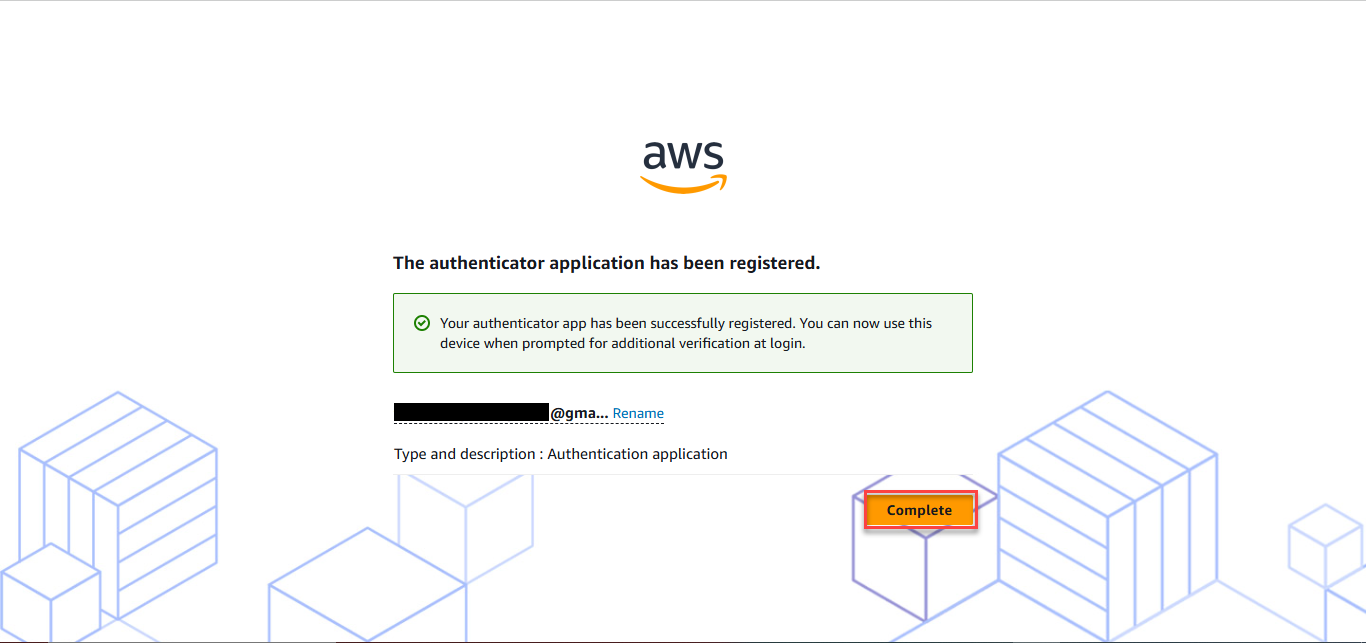 aws
The authenticator application has been registered.
Your authenticator app has been successfully registered. You can now use this
device when prompted for additional verification at login.
@gma... Rename
Type and description : Authentication application
Complete